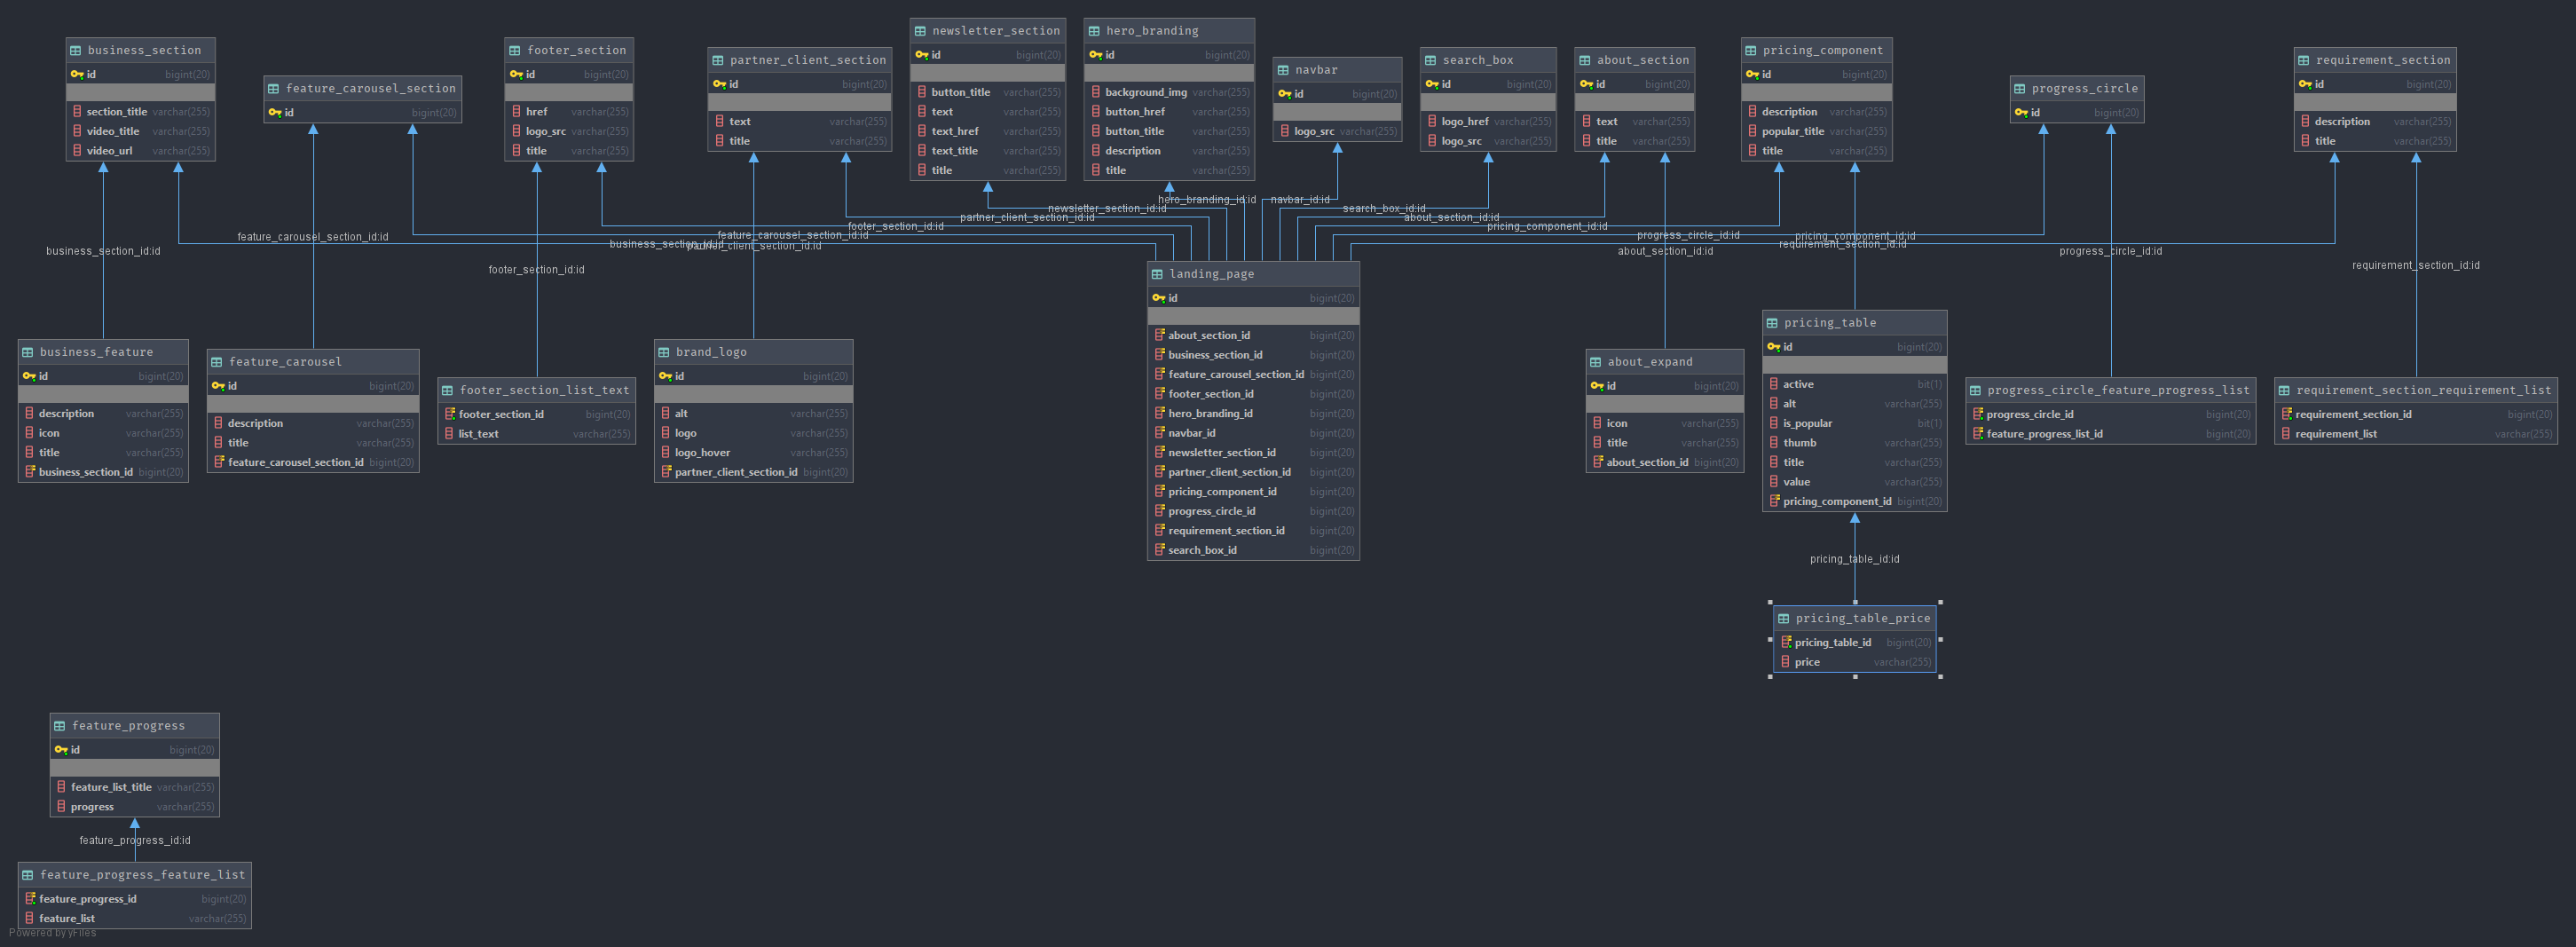 business_section
id bigint(20)
section_title varchar(255)
video_title varchar(255)
video_url varchar(255)
feature_carousel_section
id bigint(20)
footer_section
id bigint(20)
href varchar(255)
logo_src varchar(255)
title varchar(255)
partner_client_section
id bigint(20)
text varchar(255)
title varchar(255)
newsletter_section
id bigint(20)
button_title varchar(255)
text varchar(255)
text_href varchar(255)
text_title varchar(255)
title varchar(255)
hero_branding
id bigint(20)
background_img varchar(255)
button_href varchar(255)
button_title varchar(255)
description varchar(255)
title varchar(255)
navbar
id bigint(20)
logo_src varchar(255)
search_box
id bigint(20)
logo_href varchar(255)
logo_src varchar(255)
about_section
id bigint(20)
text varchar(255)
title varchar(255)
pricing_component
id bigint(20)
description varchar(255)
popular_title varchar(255)
title varchar(255)
progress_circle
id bigint(20)
requirement_section
id bigint(20)
description varchar(255)
title varchar(255)
hero_branding_id:id
navbar_id:id
newsletter_section_id:id
search_box_id:id
partner_client_section_id:id
about_section_id:id
footer_section_id:id
pricing_component_id:id
feature_carousel_section_id:id
feature_carousel_section_id:id
progress_circle_id:id
pricing_component_id:id
business_section_id:id
business_section_id:id
partner_client_section_id:id
requirement_section_id:id
about_section_id:id
progress_circle_id:id
footer_section_id:id
requirement_section_id:id
landing_page
id bigint(20)
about_section_id bigint(20)
business_section_id bigint(20)
feature_carousel_section_id bigint(20)
footer_section_id bigint(20)
hero_branding_id bigint(20)
navbar_id bigint(20)
newsletter_section_id bigint(20)
partner_client_section_id bigint(20)
pricing_component_id bigint(20)
progress_circle_id bigint(20)
requirement_section_id bigint(20)
search_box_id bigint(20)
business_feature
id bigint(20)
description varchar(255)
icon varchar(255)
title varchar(255)
business_section_id bigint(20)
feature_carousel
id bigint(20)
description varchar(255)
title varchar(255)
feature_carousel_section_id bigint(20)
footer_section_list_text
footer_section_id bigint(20)
list_text varchar(255)
brand_logo
id bigint(20)
alt varchar(255)
logo varchar(255)
logo_hover varchar(255)
partner_client_section_id bigint(20)
about_expand
id bigint(20)
icon varchar(255)
title varchar(255)
about_section_id bigint(20)
pricing_table
id bigint(20)
active bit(1)
alt varchar(255)
is_popular bit(1)
thumb varchar(255)
title varchar(255)
value varchar(255)
pricing_component_id bigint(20)
progress_circle_feature_progress_list
progress_circle_id bigint(20)
feature_progress_list_id bigint(20)
requirement_section_requirement_list
requirement_section_id bigint(20)
requirement_list varchar(255)
pricing_table_id:id
pricing_table_price
pricing_table_id bigint(20)
price varchar(255)
feature_progress
id bigint(20)
feature_list_title varchar(255)
progress varchar(255)
feature_progress_id:id
feature_progress_feature_list
feature_progress_id bigint(20)
feature_list varchar(255)
Powered by yFiles